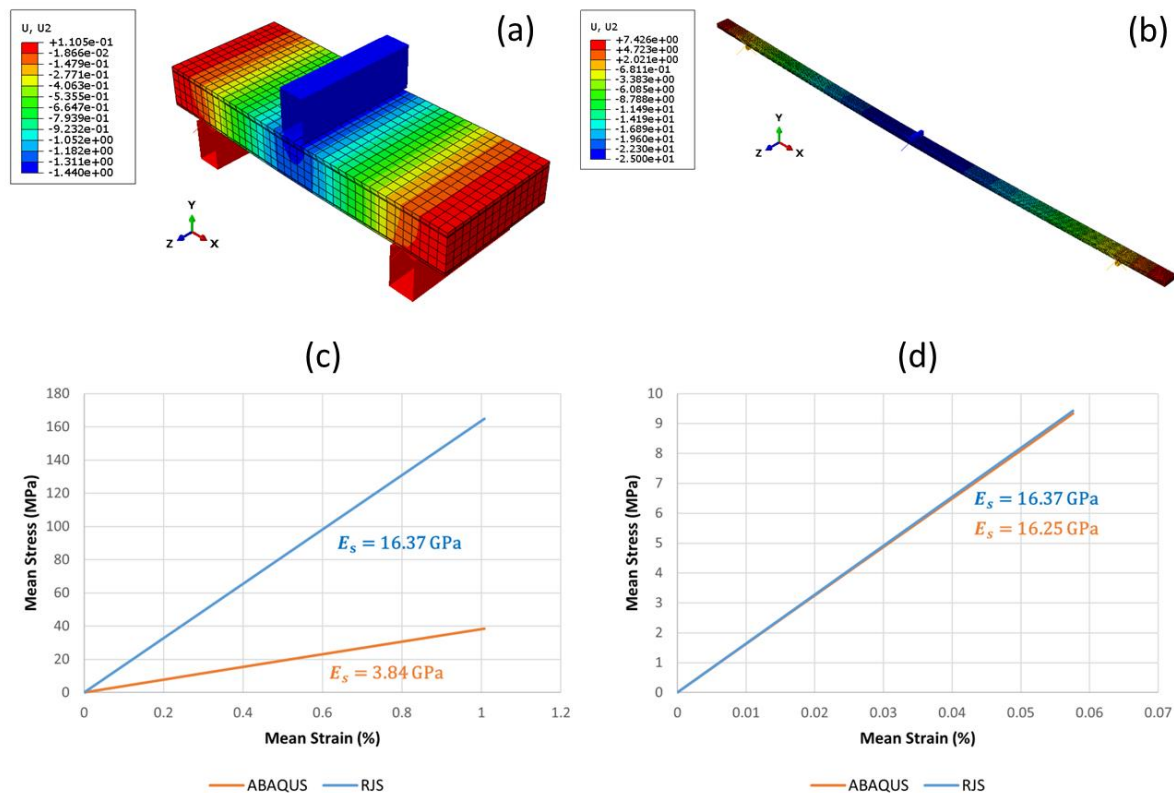 U, U2
+1.105e-01
-1.866e-02
-1.479e-01
-2.771e-01
-4.063e-01
-5.355e-01
-6.647e-01
-7.939e-01
-9.232e-01
-1.052e+00
-1.182e+00
-1.311e+00
-1.440e+00
(a)
Y
Z
X
U, U2
+7.426e+00
+4.723e+00
+2.021e+00
-6.811e-01
-3.383e+00
-6.085e+00
-8.788e+00
-1.149e+01
-1.419e+01
-1.689e+01
-1.960e+01
-2.230e+01
-2.500e+01
(b)
Y
Z
X
(c)
Mean Stress (MPa)
180
160
140
120
100
80
60
40
20
0
E_s = 16.37 GPa
E_s = 3.84 GPa
0 0.2 0.4 0.6 0.8 1 1.2
Mean Strain (%)
ABAQUS RJS
(d)
Mean Stress (MPa)
10
9
8
7
6
5
4
3
2
1
0
E_s = 16.37 GPa
E_s = 16.25 GPa
0 0.01 0.02 0.03 0.04 0.05 0.06 0.07
Mean Strain (%)
ABAQUS RJS